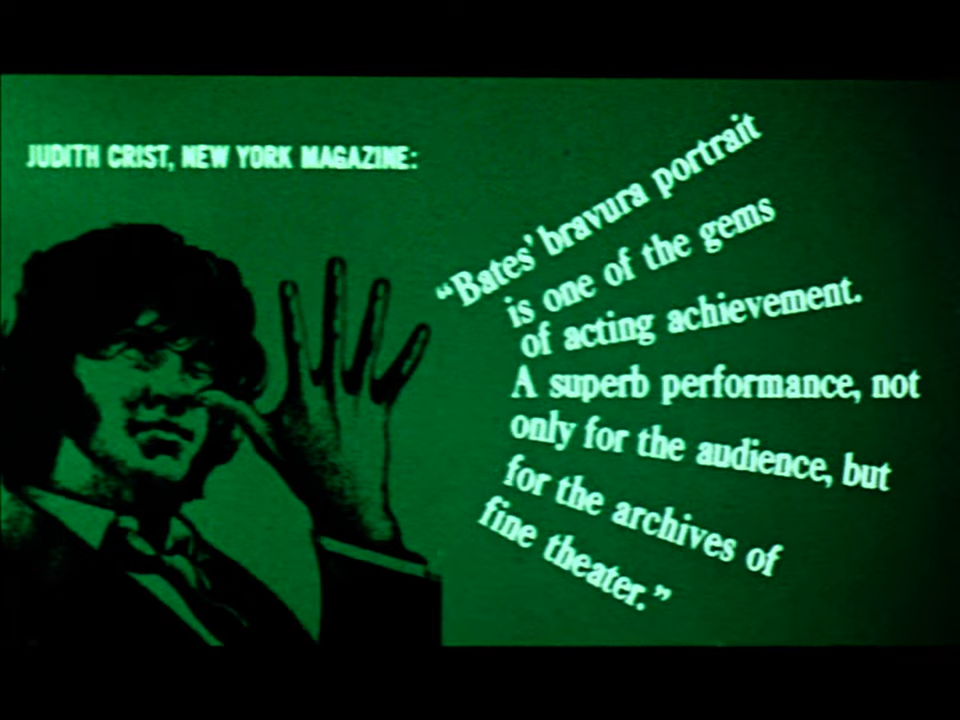 JUDITH CRIST, NEW YORK MAGAZINE:
“Bates’ bravura portrait
is one of the gems
of acting achievement.
A superb performance, not
only for the audience, but
for the archives of
fine theater.”